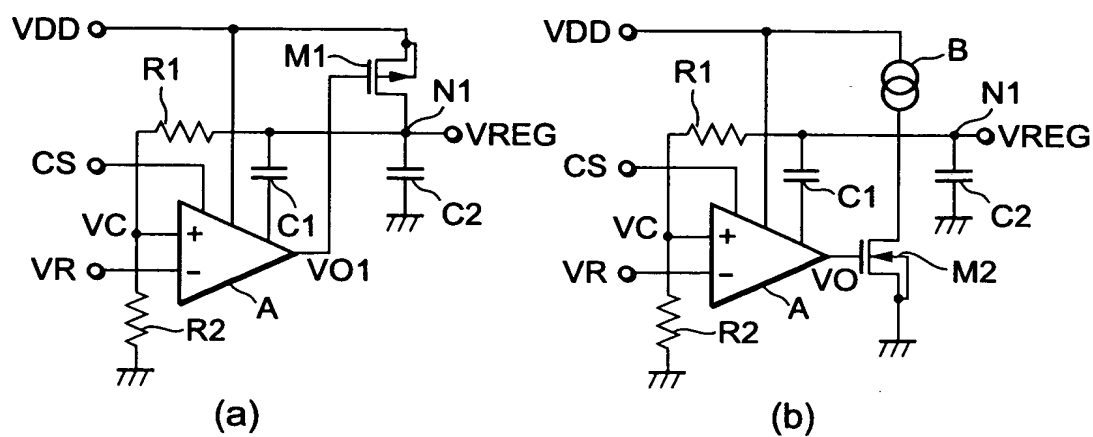 VDD
M1
R1
N1
VREG
CS
C1
C2
VC
+
VR
−
VO1
A
R2
(a)
VDD
B
R1
N1
VREG
CS
C1
C2
VC
+
VR
−
VO
M2
A
R2
(b)